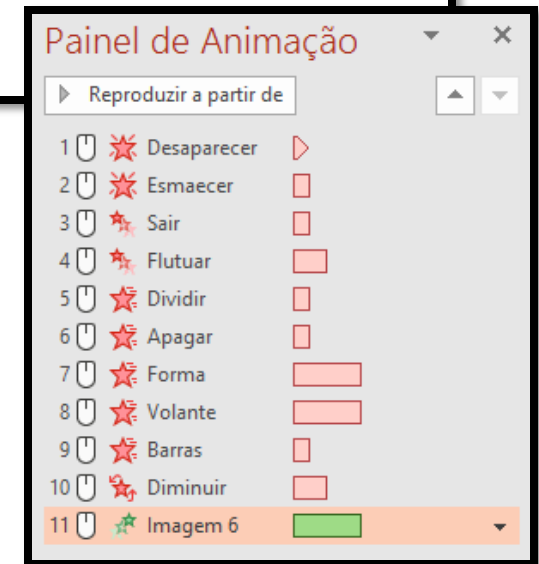 Painel de Animação
Reproduzir a partir de
1 Desaparecer
2 Esmaecer
3 Sair
4 Flutuar
5 Dividir
6 Apagar
7 Forma
8 Volante
9 Barras
10 Diminuir
11 Imagem 6